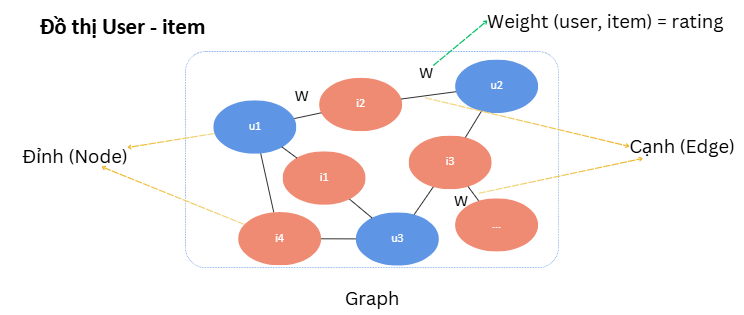 Đồ thị User - item
Weight (user, item) = rating
W
W
i2
u2
u1
Đỉnh (Node)
Cạnh (Edge)
i3
i1
W
...
i4
u3
Graph